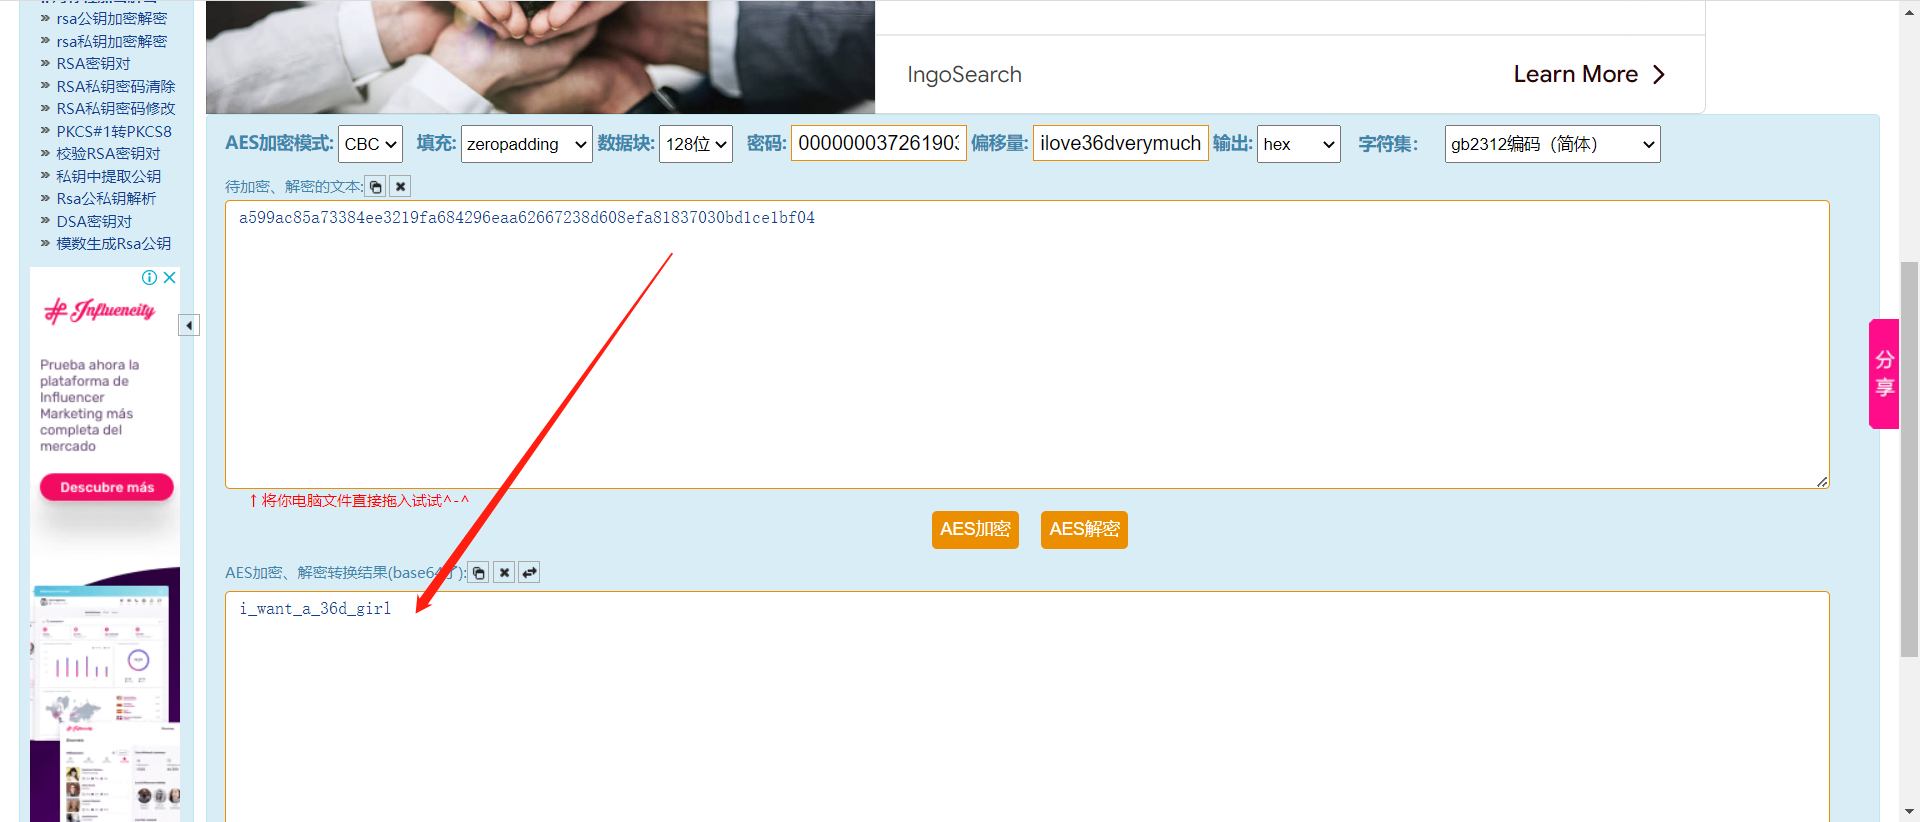 rsa公钥加密解密
rsa私钥加密解密
RSA密钥对
RSA私钥密码清除
RSA私钥密码修改
PKCS#1转PKCS8
校验RSA密钥对
私钥中提取公钥
Rsa公私钥解析
DSA密钥对
模数生成Rsa公钥
Influencity
Prueba ahora la
plataforma de
Influencer
Marketing más
completa del
mercado
Descubre más
IngoSearch
Learn More
AES加密模式: CBC 填充: zeropadding 数据块: 128位 密码: 000000037261903 偏移量: ilove36dverymuch 输出: hex 字符集: gb2312编码（简体）
待加密、解密的文本:
a599ac85a73384ee3219fa684296eaa62667238d608efa81837030bd1ce1bf04
↑将你电脑文件直接拖入试试^-^
AES加密 AES解密
AES加密、解密转换结果(base64了):
i_want_a_36d_girl
分
享